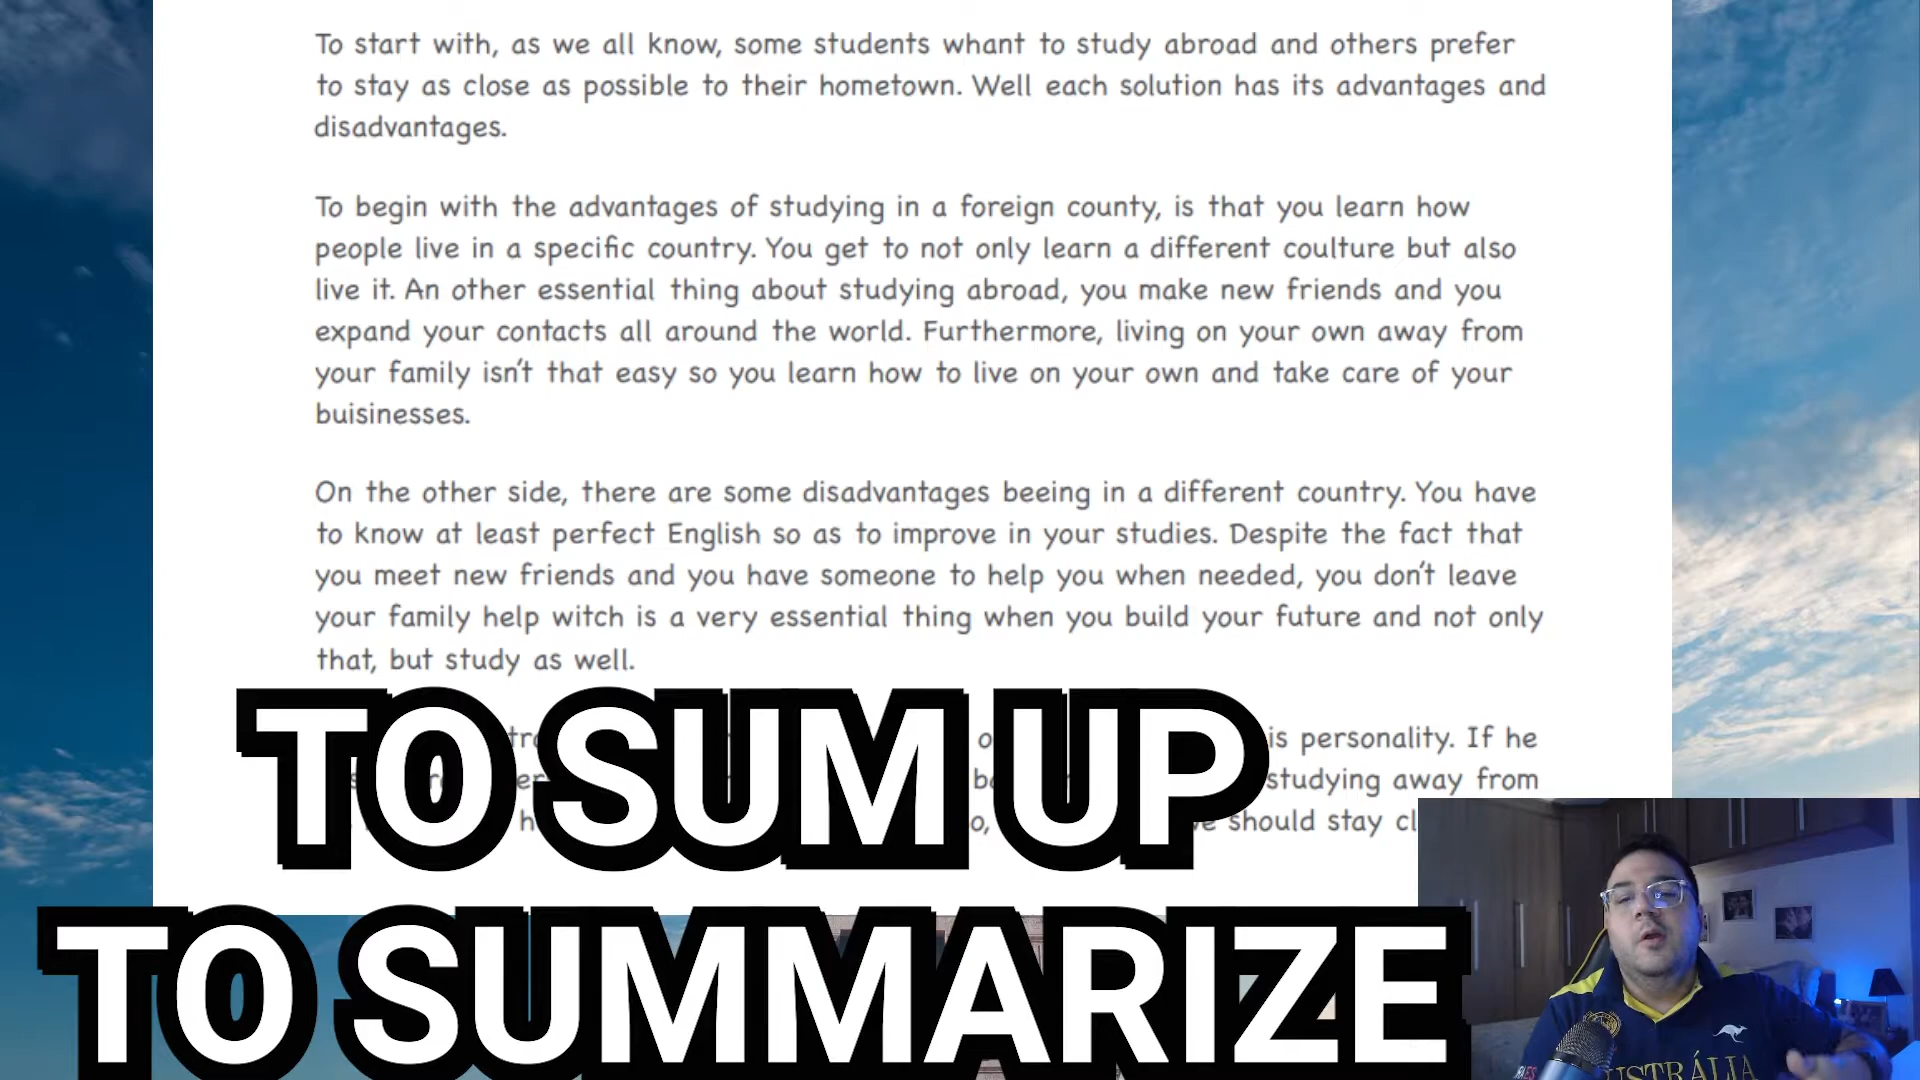 To start with, as we all know, some students whant to study abroad and others prefer
to stay as close as possible to their hometown. Well each solution has its advantages and
disadvantages.
To begin with the advantages of studying in a foreign county, is that you learn how
people live in a specific country. You get to not only learn a different coulture but also
live it. An other essential thing about studying abroad, you make new friends and you
expand your contacts all around the world. Furthermore, living on your own away from
your family isn't that easy so you learn how to live on your own and take care of your
buisinesses.
On the other side, there are some disadvantages beeing in a different country. You have
to know at least perfect English so as to improve in your studies. Despite the fact that
you meet new friends and you have someone to help you when needed, you don't leave
your family help witch is a very essential thing when you build your future and not only
that, but study as well.
personality. If he
studying away from
should stay
TO SUM UP
TO SUMMARIZE
AUSTRÁLIA